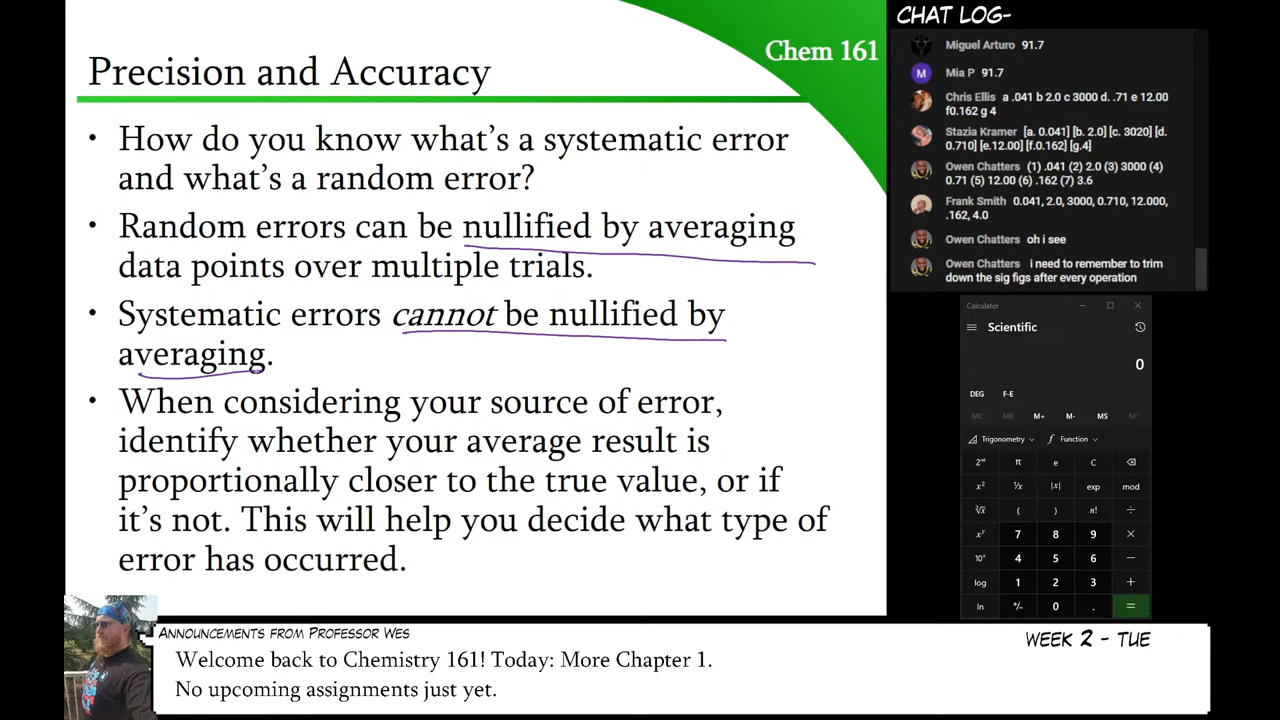 Chem 161
Precision and Accuracy
• How do you know what's a systematic error
and what's a random error?
• Random errors can be nullified by averaging
data points over multiple trials.
• Systematic errors cannot be nullified by
averaging.
• When considering your source of error,
identify whether your average result is
proportionally closer to the true value, or if
it's not. This will help you decide what type of
error has occurred.
CHAT LOG-
Miguel Arturo 91.7
M Mia P 91.7
Chris Ellis a .041 b 2.0 c 3000 d. .71 e 12.00
f0.162 g 4
Stazia Kramer [a. 0.041] [b. 2.0] [c. 3020] [d.
0.710] [e.12.00] [f.0.162] [g.4]
Owen Chatters (1) .041 (2) 2.0 (3) 3000 (4)
0.71 (5) 12.00 (6) .162 (7) 3.6
Frank Smith 0.041, 2.0, 3000, 0.710, 12.000,
.162, 4.0
Owen Chatters oh i see
Owen Chatters i need to remember to trim
down the sig figs after every operation
Calculator
Scientific
0
DEG F-E
MC MR M+ M- MS M˅
Trigonometry Function
2ⁿᵈ π e C
x² ¹/x |x| exp mod
²√x ( ) n! ÷
xʸ 7 8 9 ×
10ˣ 4 5 6 −
log 1 2 3 +
ln +/- 0 . =
ANNOUNCEMENTS FROM PROFESSOR WES
Welcome back to Chemistry 161! Today: More Chapter 1.
No upcoming assignments just yet.
WEEK 2 - TUE